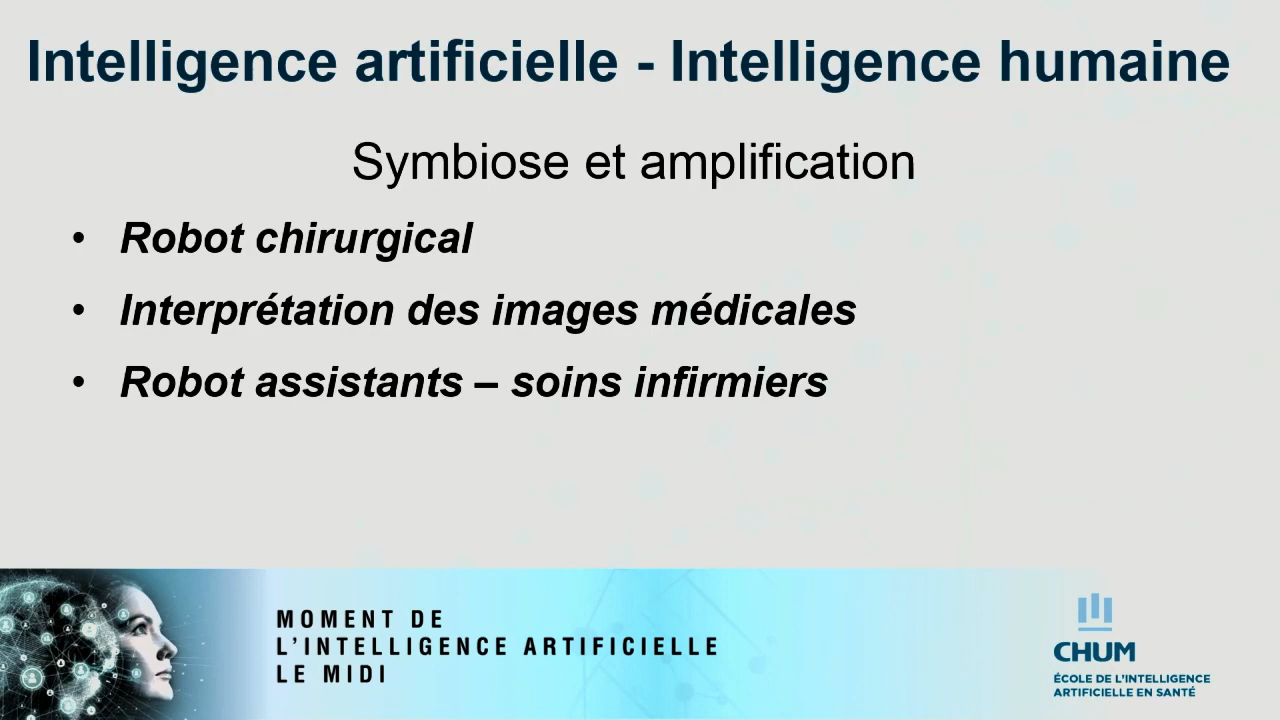 Intelligence artificielle - Intelligence humaine
Symbiose et amplification
• Robot chirurgical
• Interprétation des images médicales
• Robot assistants – soins infirmiers
MOMENT DE
L'INTELLIGENCE ARTIFICIELLE
LE MIDI
CHUM
ÉCOLE DE L'INTELLIGENCE
ARTIFICIELLE EN SANTÉ